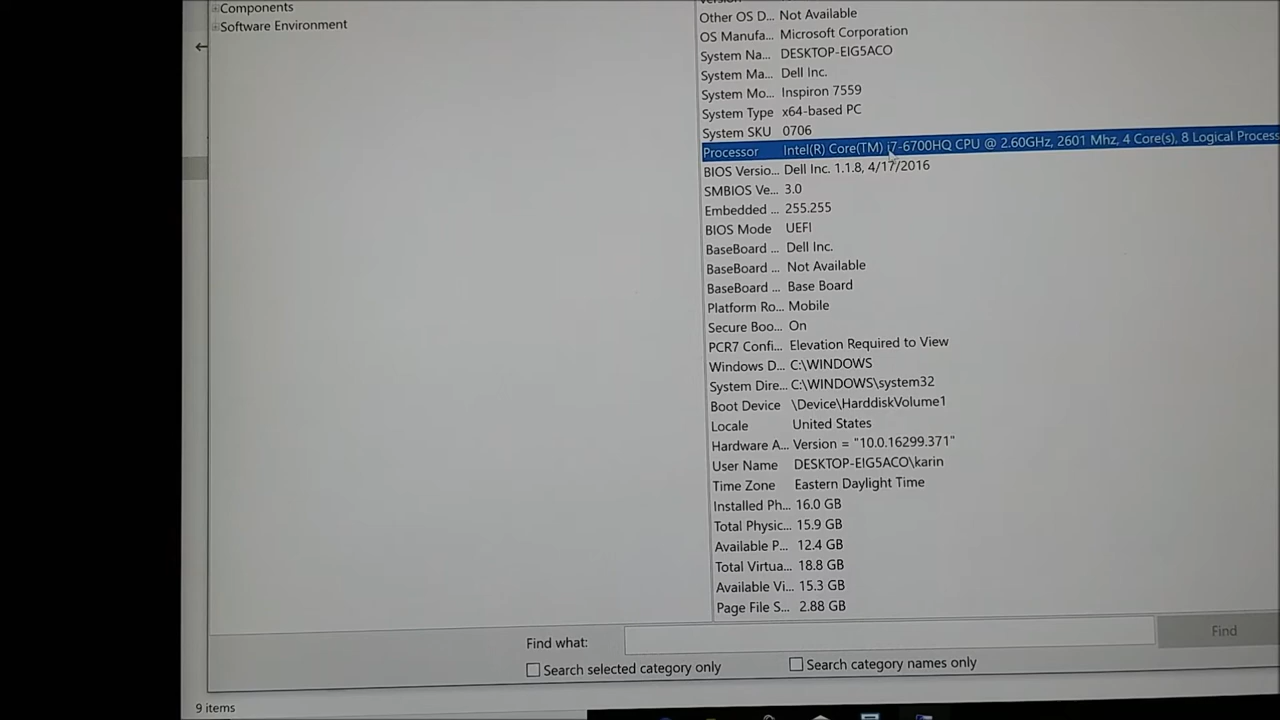 Components
Software Environment
Other OS D... Not Available
OS Manufa... Microsoft Corporation
System Na... DESKTOP-EIG5ACO
System Ma... Dell Inc.
System Mo... Inspiron 7559
System Type x64-based PC
System SKU 0706
Processor Intel(R) Core(TM) i7-6700HQ CPU @ 2.60GHz, 2601 Mhz, 4 Core(s), 8 Logical Process
BIOS Versio... Dell Inc. 1.1.8, 4/17/2016
SMBIOS Ve... 3.0
Embedded ... 255.255
BIOS Mode UEFI
BaseBoard ... Dell Inc.
BaseBoard ... Not Available
BaseBoard ... Base Board
Platform Ro... Mobile
Secure Boo... On
PCR7 Confi... Elevation Required to View
Windows D... C:\WINDOWS
System Dire... C:\WINDOWS\system32
Boot Device \Device\HarddiskVolume1
Locale United States
Hardware A... Version = "10.0.16299.371"
User Name DESKTOP-EIG5ACO\karin
Time Zone Eastern Daylight Time
Installed Ph... 16.0 GB
Total Physic... 15.9 GB
Available P... 12.4 GB
Total Virtua... 18.8 GB
Available Vi... 15.3 GB
Page File S... 2.88 GB
Find what:
Find
Search selected category only
Search category names only
9 items